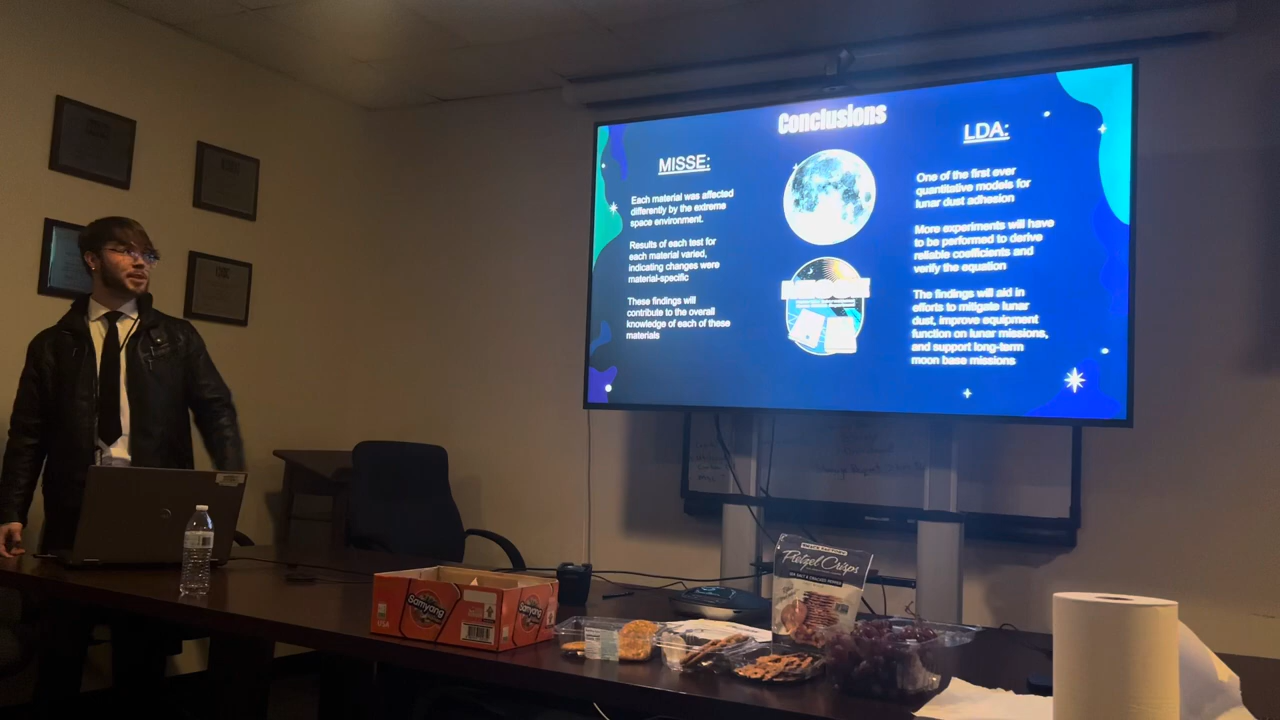 Conclusions
MISSE:
Each material was affected
differently by the extreme
space environment.
Results of each test for
each material varied,
indicating changes were
material-specific
These findings will
contribute to the overall
knowledge of each of these
materials
LDA:
One of the first ever
quantitative models for
lunar dust adhesion
More experiments will have
to be performed to derive
reliable coefficients and
verify the equation
The findings will aid in
efforts to mitigate lunar
dust, improve equipment
function on lunar missions,
and support long-term
moon base missions
Samyang
Samyang
USA
Pretzel Crisps